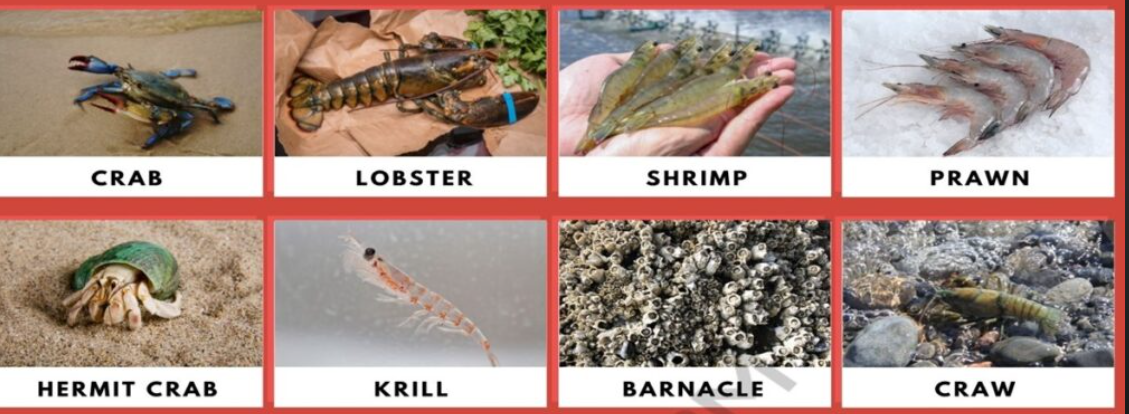 CRAB
LOBSTER
SHRIMP
PRAWN
HERMIT CRAB
KRILL
BARNACLE
CRAW